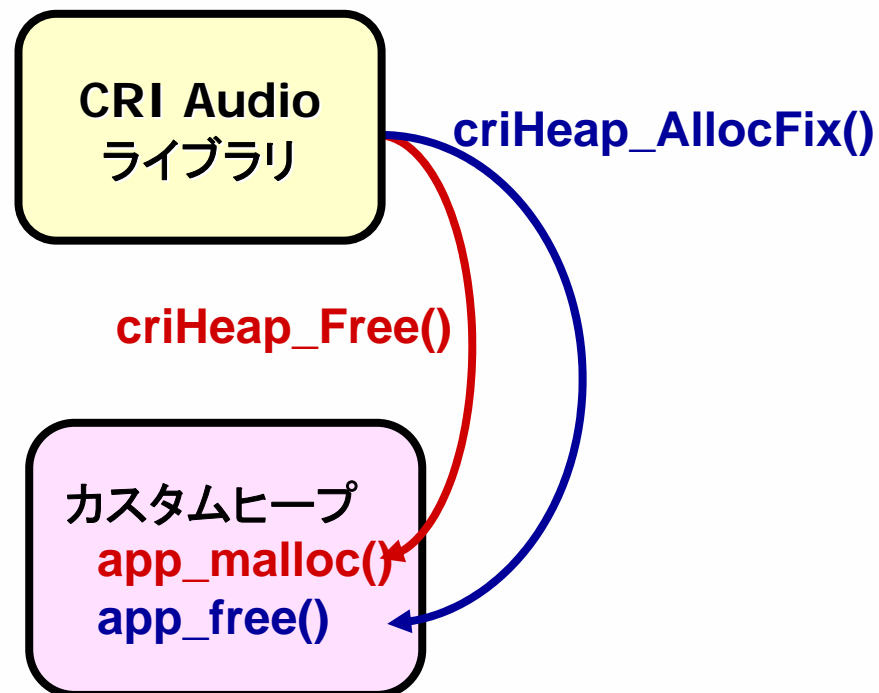 CRI Audio
ライブラリ
criHeap_AllocFix()
criHeap_Free()
カスタムヒープ
app_malloc()
app_free()